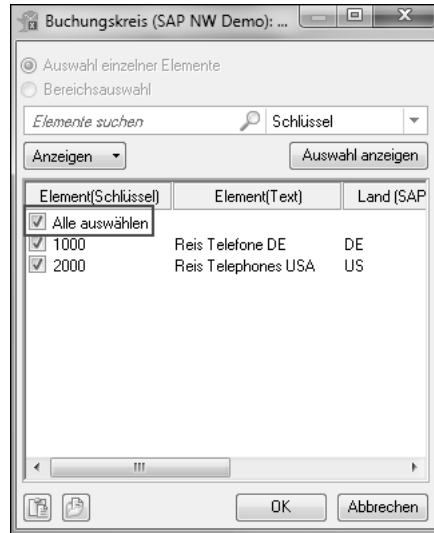 Buchungskreis (SAP NW Demo): ...
Auswahl einzelner Elemente
Bereichsauswahl
Elemente suchen Schlüssel
Anzeigen Auswahl anzeigen
Element(Schlüssel) Element(Text) Land (SAP
Alle auswählen
1000 Reis Telefone DE DE
2000 Reis Telephones USA US
OK Abbrechen